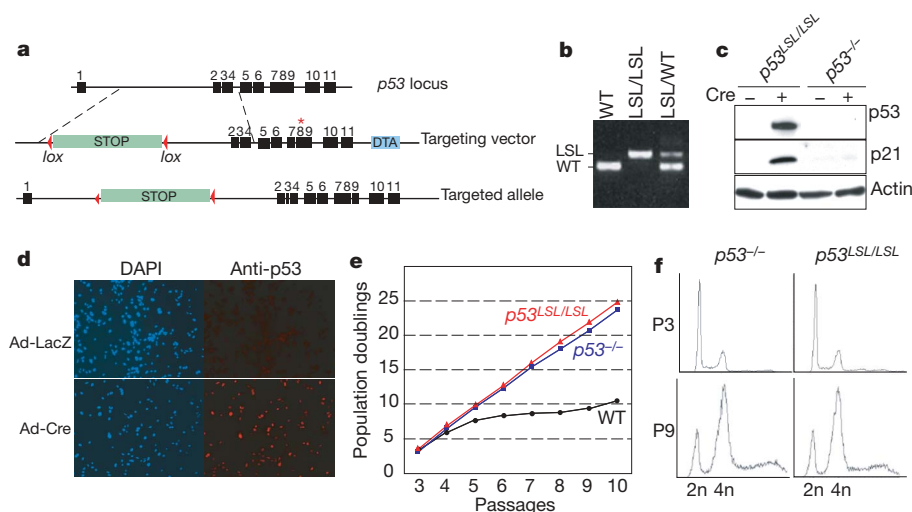 a
1 2 3 4 5 6 7 8 9 10 11
p53 locus
*
2 3 4 5 6 7 8 9 10 11
STOP
DTA
Targeting vector
lox lox
1 2 3 4 5 6 7 8 9 10 11
STOP
Targeted allele
b
WT LSL/LSL LSL/WT
LSL
WT
c
p53LSL/LSL p53–/–
Cre – + – +
p53
p21
Actin
d
DAPI Anti-p53
Ad-LacZ
Ad-Cre
e
Population doublings
25
20
15
10
5
0
p53LSL/LSL
p53–/–
WT
3 4 5 6 7 8 9 10
Passages
f
p53–/– p53LSL/LSL
P3
P9
2n 4n 2n 4n